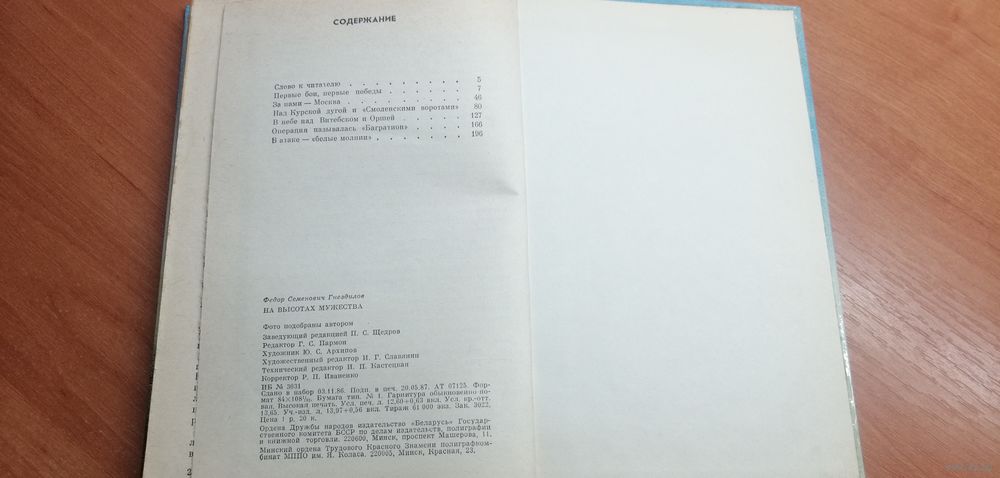 СОДЕРЖАНИЕ
Слово к читателю . . . . . . . . 5
Первые бои, первые победы . . . . . . 7
За нами — Москва . . . . . . . . 46
Над Курской дугой и «Смоленскими воротами» 80
В небе над Витебском и Оршей . . . . . 127
Операция называлась «Багратион» . . . . 166
В атаке — «белые молнии» . . . . . . 196
Федор Семенович Гнездилов
НА ВЫСОТАХ МУЖЕСТВА
Фото подобраны автором
Заведующий редакцией П. С. Щедров
Редактор Г. С. Пармон
Художник Ю. С. Архипов
Художественный редактор И. Г. Славянин
Технический редактор И. П. Кастецкая
Корректор Р. П. Иваненко
ИБ № 3031
Сдано в набор 03.11.86. Подп. в печ. 20.05.87. АТ 07125. Фор-
мат 84×108¹/₃₂. Бумага тип. № 1. Гарнитура обыкновенно-но-
вая. Высокая печать. Усл. печ. л. 12,60+0,63 вкл. Усл. кр.-отт.
13,65. Уч.-изд. л. 13,97+0,56 вкл. Тираж 61 000 экз. Зак. 3022.
Цена 1 р. 20 к.
Ордена Дружбы народов издательство «Беларусь» Государ-
ственного комитета БССР по делам издательств, полиграфии
и книжной торговли. 220600, Минск, проспект Машерова, 11.
Минский ордена Трудового Красного Знамени полиграфком-
бинат МППО им. Я. Коласа. 220005, Минск, Красная, 23.